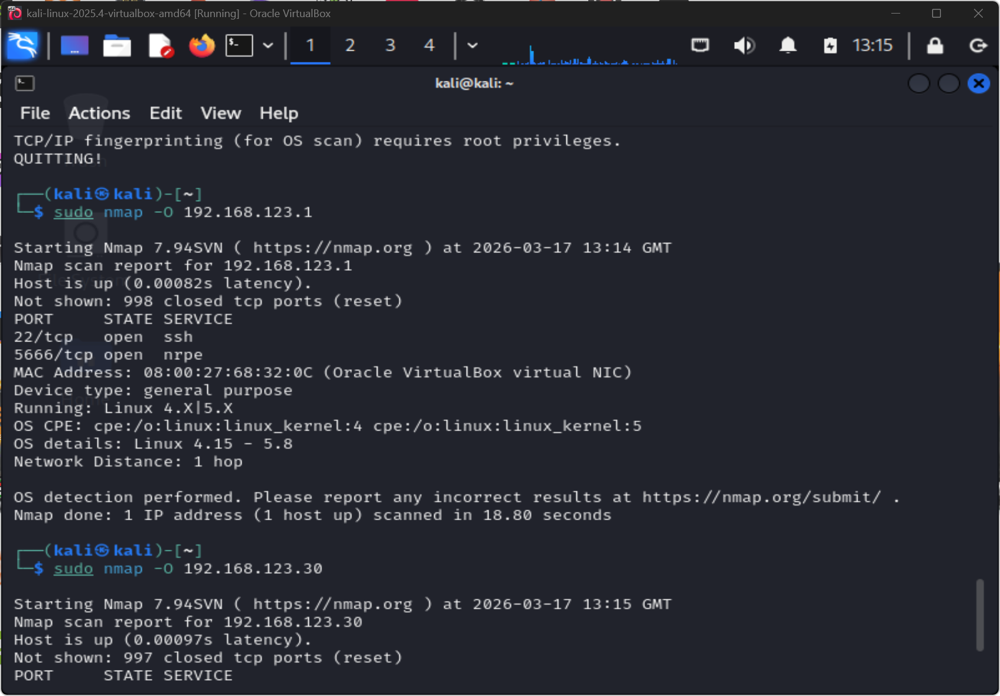 kali-linux-2025.4-virtualbox-amd64 [Running] - Oracle VirtualBox
1 2 3 4 13:15
kali@kali: ~
File Actions Edit View Help
TCP/IP fingerprinting (for OS scan) requires root privileges.
QUITTING!
┌──(kali㉿kali)-[~]
└─$ sudo nmap -O 192.168.123.1
Starting Nmap 7.94SVN ( https://nmap.org ) at 2026-03-17 13:14 GMT
Nmap scan report for 192.168.123.1
Host is up (0.00082s latency).
Not shown: 998 closed tcp ports (reset)
PORT     STATE SERVICE
22/tcp   open  ssh
5666/tcp open  nrpe
MAC Address: 08:00:27:68:32:0C (Oracle VirtualBox virtual NIC)
Device type: general purpose
Running: Linux 4.X|5.X
OS CPE: cpe:/o:linux:linux_kernel:4 cpe:/o:linux:linux_kernel:5
OS details: Linux 4.15 - 5.8
Network Distance: 1 hop
OS detection performed. Please report any incorrect results at https://nmap.org/submit/ .
Nmap done: 1 IP address (1 host up) scanned in 18.80 seconds
┌──(kali㉿kali)-[~]
└─$ sudo nmap -O 192.168.123.30
Starting Nmap 7.94SVN ( https://nmap.org ) at 2026-03-17 13:15 GMT
Nmap scan report for 192.168.123.30
Host is up (0.00097s latency).
Not shown: 997 closed tcp ports (reset)
PORT     STATE SERVICE